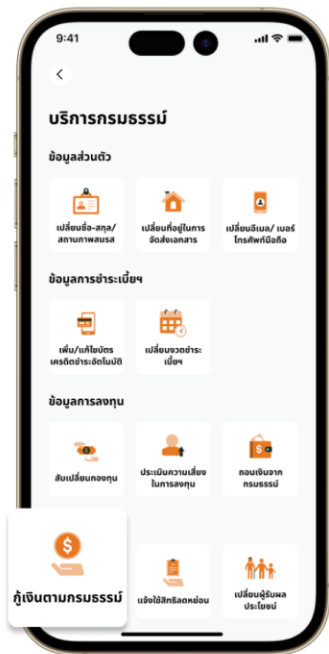 9:41
บริการกรมธรรม์
ข้อมูลส่วนตัว
เปลี่ยนชื่อ-สกุล/
สถานภาพสมรส
เปลี่ยนที่อยู่ในการ
จัดส่งเอกสาร
เปลี่ยนอีเมล/ เบอร์
โทรศัพท์มือถือ
ข้อมูลการชำระเบี้ยฯ
เพิ่ม/แก้ไขบัตร
เครดิตชำระอัตโนมัติ
เปลี่ยนงวดชำระ
เบี้ยฯ
ข้อมูลการลงทุน
สับเปลี่ยนกองทุน
ประเมินความเสี่ยง
ในการลงทุน
ถอนเงินจาก
กรมธรรม์
กู้เงินตามกรมธรรม์
แจ้งใช้สิทธิลดหย่อน
เปลี่ยนผู้รับผล
ประโยชน์